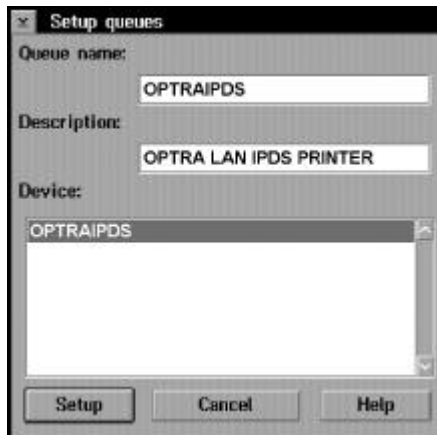 Setup queues
Queue name:
OPTRAIPDS
Description:
OPTRA LAN IPDS PRINTER
Device:
OPTRAIPDS
Setup Cancel Help